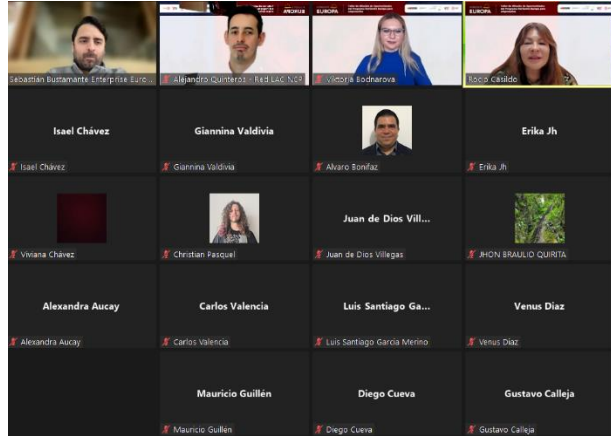 EUROPA
EUROPA
EUROPA
Sebastián Bustamante Enterprise Euro...
Alejandro Quinteros - Red LAC NCP
Viktoria Bodnarova
Rocío Casildo
Isael Chávez
Giannina Valdivia
Erika Jh
Isael Chávez
Giannina Valdivia
Alvaro Bonifaz
Erika Jh
Juan de Dios Vill...
Viviana Chávez
Christian Pasquel
Juan de Dios Villegas
JHON BRAULIO QUIRITA
Alexandra Aucay
Carlos Valencia
Luis Santiago Ga...
Venus Diaz
Alexandra Aucay
Carlos Valencia
Luis Santiago Garcia Merino
Venus Diaz
Mauricio Guillén
Diego Cueva
Gustavo Calleja
Mauricio Guillén
Diego Cueva
Gustavo Calleja